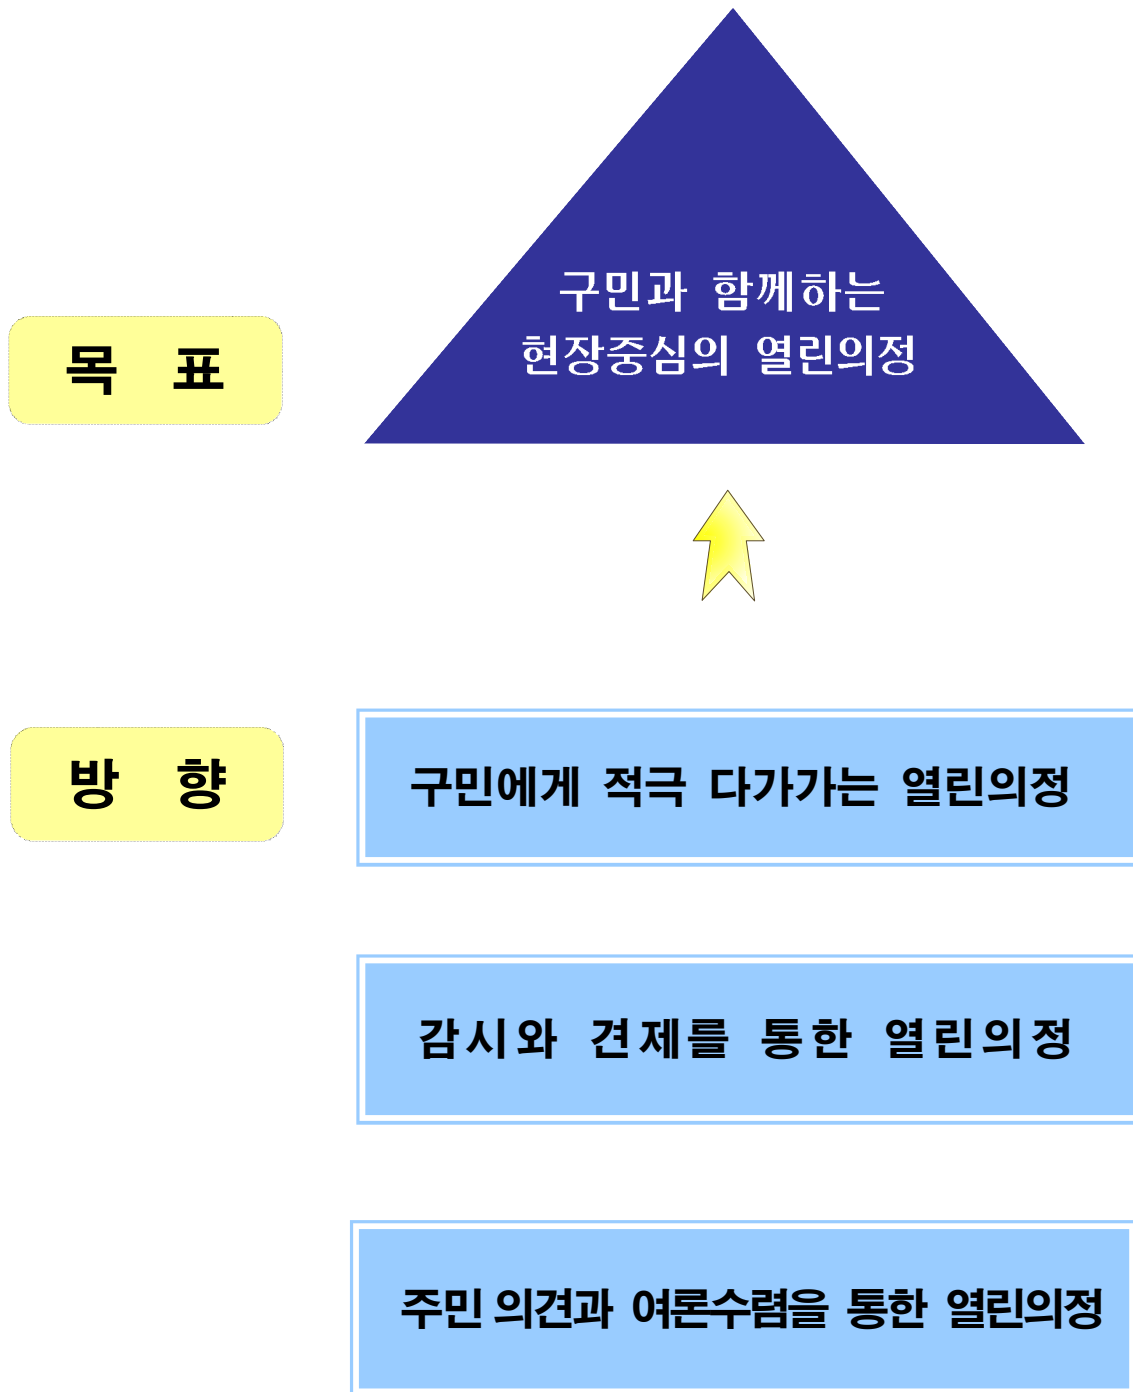 구민과 함께하는
현장중심의 열린의정
목 표
방 향
구민에게 적극 다가가는 열린의정
감시와 견제를 통한 열린의정
주민 의견과 여론수렴을 통한 열린의정